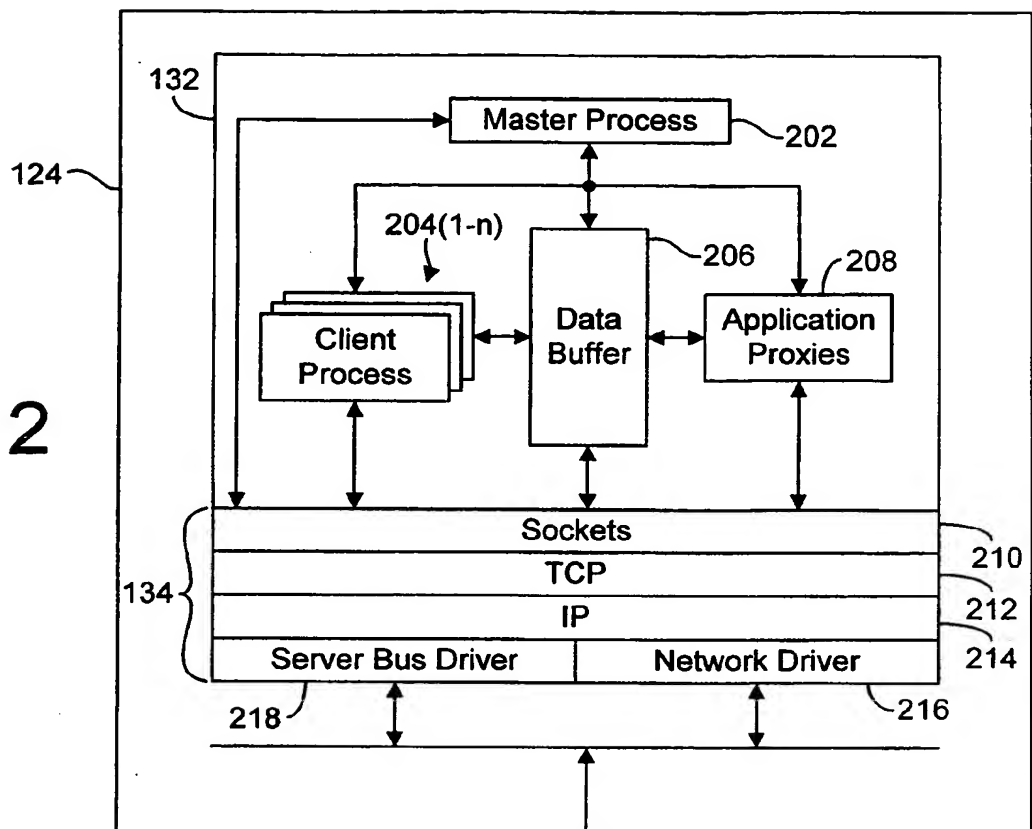 132
Master Process
202
124
204(1-n)
206
208
Client
Process
Data
Buffer
Application
Proxies
2
Sockets
210
TCP
134
212
IP
214
Server Bus Driver
Network Driver
218
216